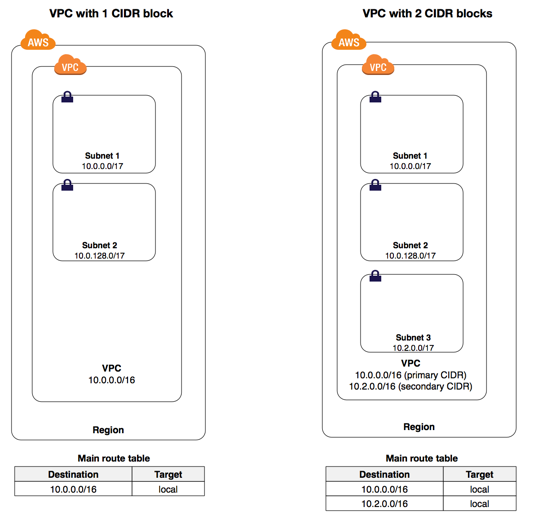 VPC with 1 CIDR block
AWS
VPC
Subnet 1
10.0.0.0/17
Subnet 2
10.0.128.0/17
VPC
10.0.0.0/16
Region
Main route table
Destination Target
10.0.0.0/16 local
VPC with 2 CIDR blocks
AWS
VPC
Subnet 1
10.0.0.0/17
Subnet 2
10.0.128.0/17
Subnet 3
10.2.0.0/17
VPC
10.0.0.0/16 (primary CIDR)
10.2.0.0/16 (secondary CIDR)
Region
Main route table
Destination Target
10.0.0.0/16 local
10.2.0.0/16 local